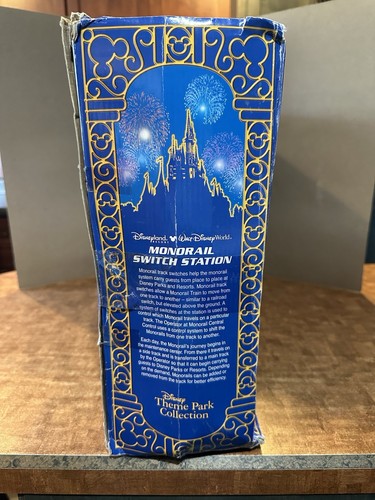 Disneyland Walt Disney World
RESORT
MONORAIL
SWITCH STATION
Monorail track switches help the monorail
system carry guests from place to place at
Disney Parks and Resorts. Monorail track
switches allow a Monorail Train to move from
one track to another – similar to a railroad
switch, but elevated above the ground. A
system of switches at the station is used to
control which Monorail travels on a particular
track. The Operator at Monorail Control
Control uses a control system to shift the
Monorails from one track to another.
Each day, the Monorail's journey begins in
the maintenance center. From there it travels on
a side track and is transferred to a main track
by the Operator so that it can begin carrying
guests to Disney Parks or Resorts. Depending
on the demand, Monorails can be added or
removed from the track for better efficiency.
Disney
Theme Park
Collection